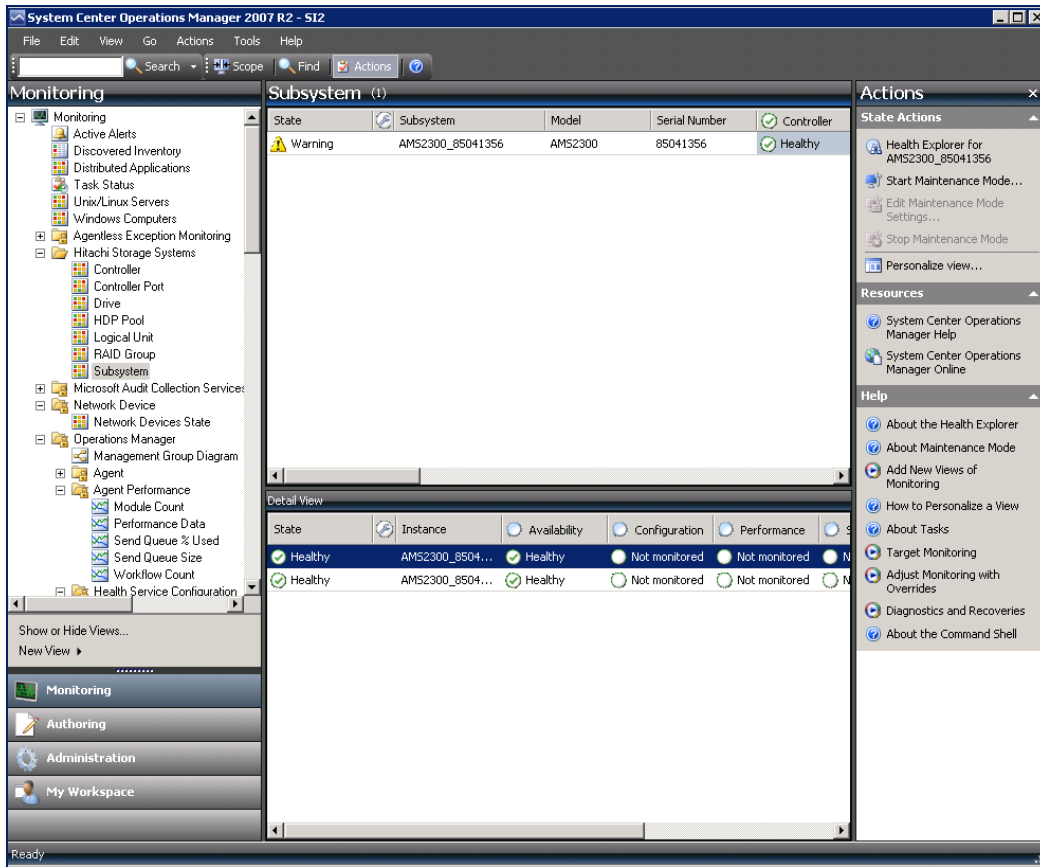 System Center Operations Manager 2007 R2 - SI2
File Edit View Go Actions Tools Help
Search Scope Find Actions
Monitoring
Monitoring
Active Alerts
Discovered Inventory
Distributed Applications
Task Status
Unix/Linux Servers
Windows Computers
Agentless Exception Monitoring
Hitachi Storage Systems
Controller
Controller Port
Drive
HDP Pool
Logical Unit
RAID Group
Subsystem
Microsoft Audit Collection Services
Network Device
Network Devices State
Operations Manager
Management Group Diagram
Agent
Agent Performance
Module Count
Performance Data
Send Queue % Used
Send Queue Size
Workflow Count
Health Service Configuration
Show or Hide Views...
New View
Monitoring
Authoring
Administration
My Workspace
Subsystem (1)
State Subsystem Model Serial Number Controller
Warning AMS2300_85041356 AMS2300 85041356 Healthy
Detail View
State Instance Availability Configuration Performance S
Healthy AMS2300_8504... Healthy Not monitored Not monitored N
Healthy AMS2300_8504... Healthy Not monitored Not monitored N
Actions x
State Actions
Health Explorer for
AMS2300_85041356
Start Maintenance Mode...
Edit Maintenance Mode
Settings...
Stop Maintenance Mode
Personalize view...
Resources
System Center Operations
Manager Help
System Center Operations
Manager Online
Help
About the Health Explorer
About Maintenance Mode
Add New Views of
Monitoring
How to Personalize a View
About Tasks
Target Monitoring
Adjust Monitoring with
Overrides
Diagnostics and Recoveries
About the Command Shell
Ready